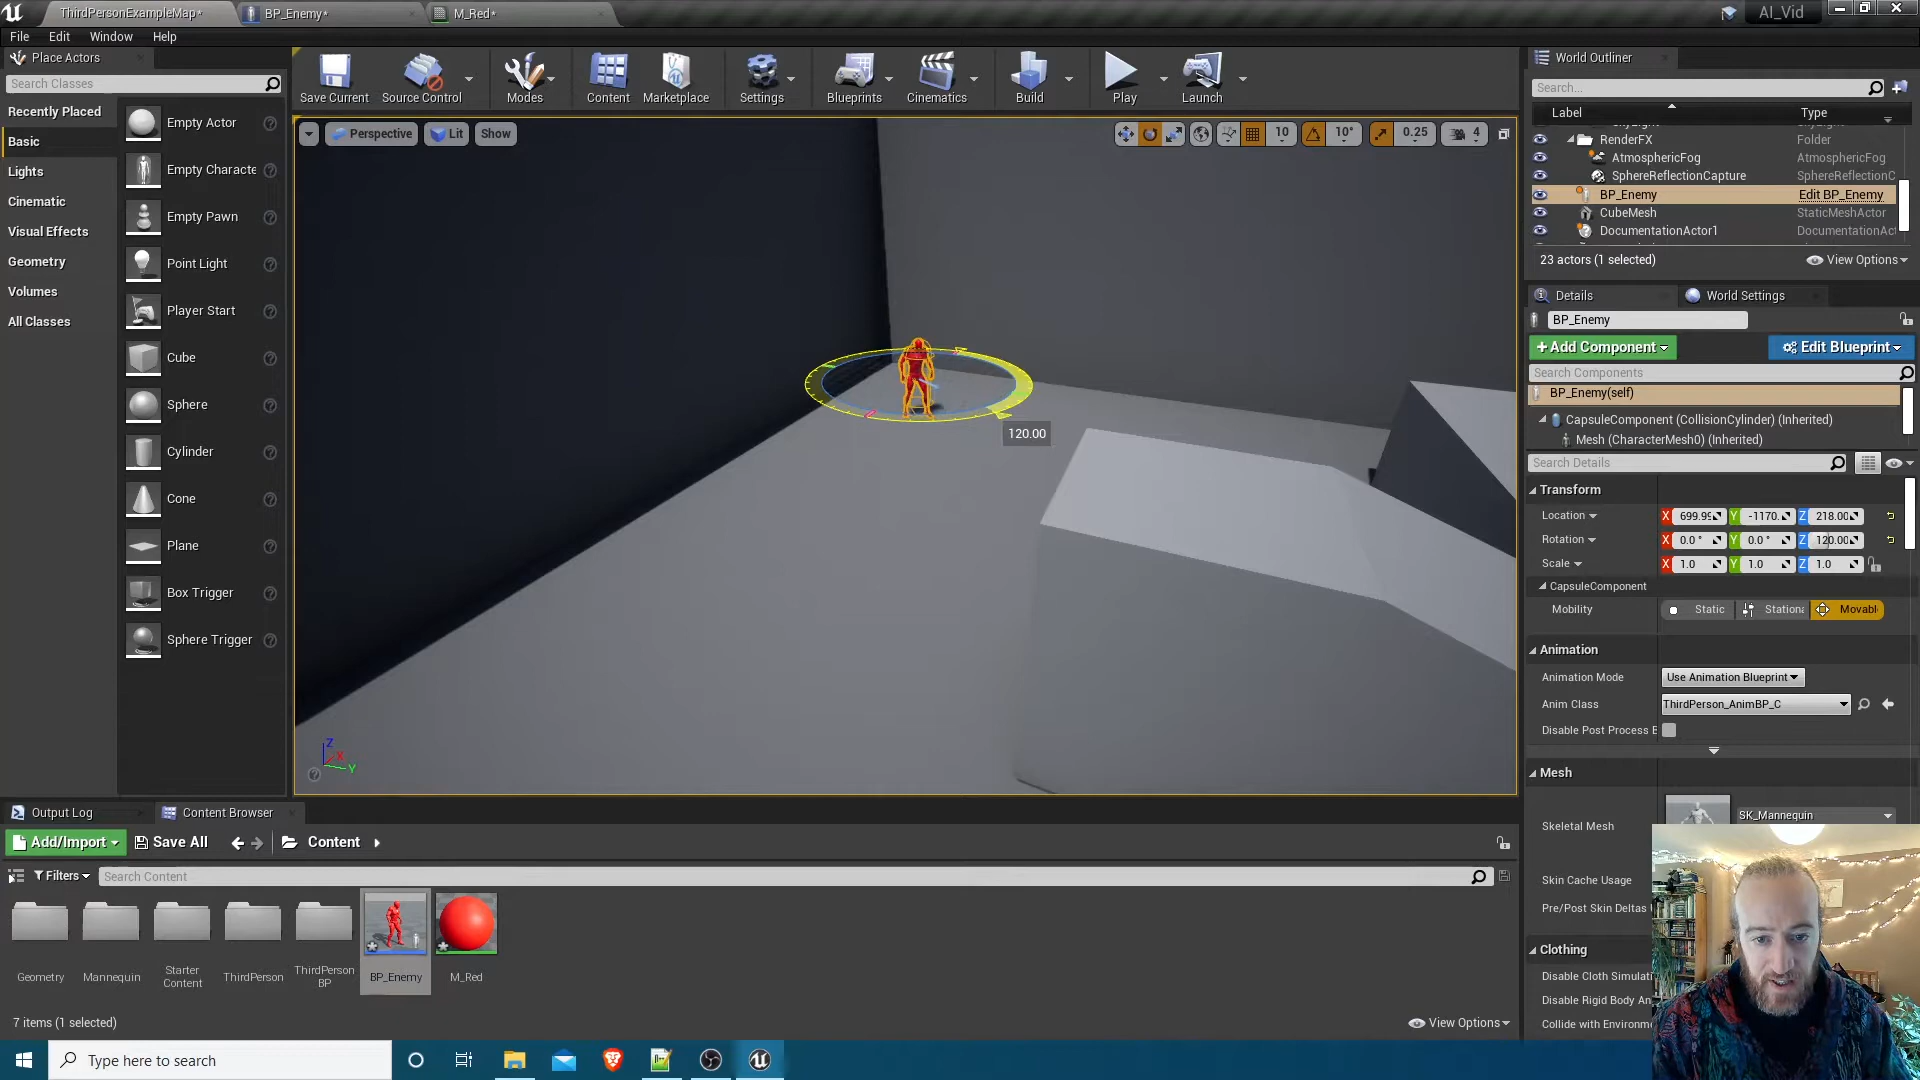 ThirdPersonExampleMap*
BP_Enemy*
M_Red*
AI_Vid
File Edit Window Help
Place Actors
Search Classes
Recently Placed
Basic
Lights
Cinematic
Visual Effects
Geometry
Volumes
All Classes
Empty Actor
Empty Characte
Empty Pawn
Point Light
Player Start
Cube
Sphere
Cylinder
Cone
Plane
Box Trigger
Sphere Trigger
Save Current
Source Control
Modes
Content
Marketplace
Settings
Blueprints
Cinematics
Build
Play
Launch
Perspective
Lit
Show
10
10°
0.25
4
120.00
Z
X
Y
World Outliner
Search...
Label Type
RenderFX Folder
AtmosphericFog AtmosphericFog
SphereReflectionCapture SphereReflectionC
BP_Enemy Edit BP_Enemy
CubeMesh StaticMeshActor
DocumentationActor1 DocumentationAct
23 actors (1 selected)
View Options
Details
World Settings
BP_Enemy
+Add Component
Edit Blueprint
Search Components
BP_Enemy(self)
CapsuleComponent (CollisionCylinder) (Inherited)
Mesh (CharacterMesh0) (Inherited)
Search Details
Transform
Location X 699.99 Y -1170. Z 218.00
Rotation X 0.0 ° Y 0.0 ° Z 120.00
Scale X 1.0 Y 1.0 Z 1.0
CapsuleComponent
Mobility Static Stationa Movabl
Animation
Animation Mode Use Animation Blueprint
Anim Class ThirdPerson_AnimBP_C
Disable Post Process B
Mesh
Skeletal Mesh SK_Mannequin
Skin Cache Usage
Pre/Post Skin Deltas
Clothing
Disable Cloth Simulati
Disable Rigid Body An
Collide with Environme
Output Log
Content Browser
Add/Import
Save All
Content
Filters
Search Content
Geometry
Mannequin
Starter
Content
ThirdPerson
ThirdPerson
BP
BP_Enemy
M_Red
7 items (1 selected)
View Options
Type here to search